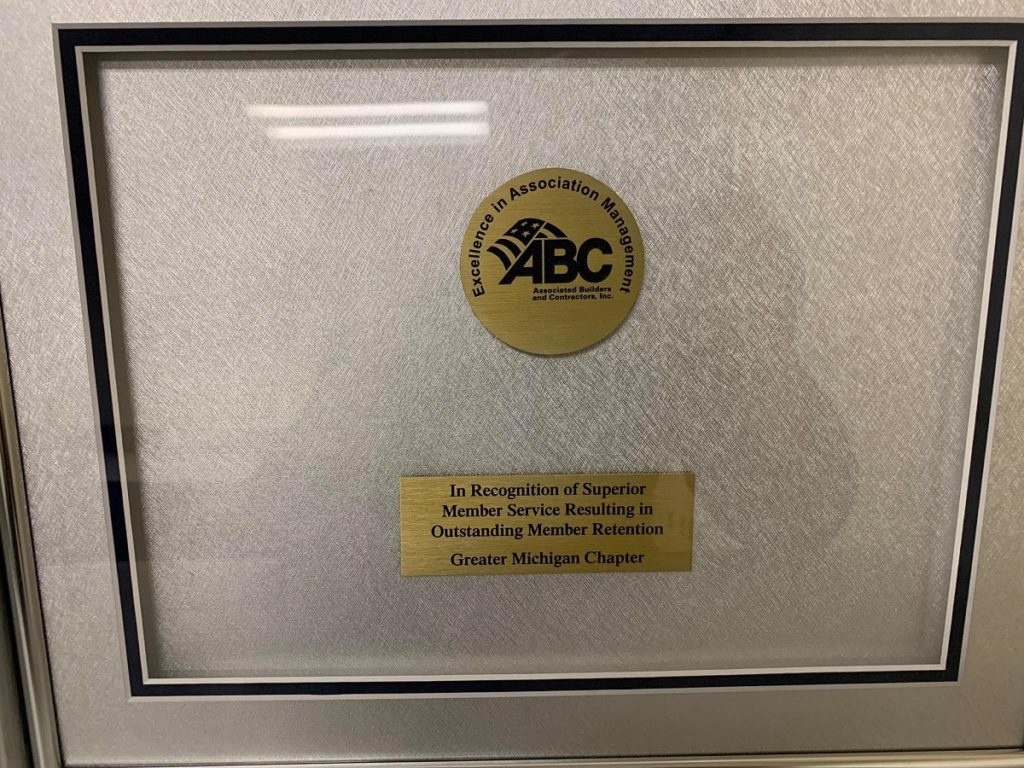 Excellence in Association Management
ABC
Associated Builders
and Contractors, Inc.
In Recognition of Superior
Member Service Resulting in
Outstanding Member Retention
Greater Michigan Chapter